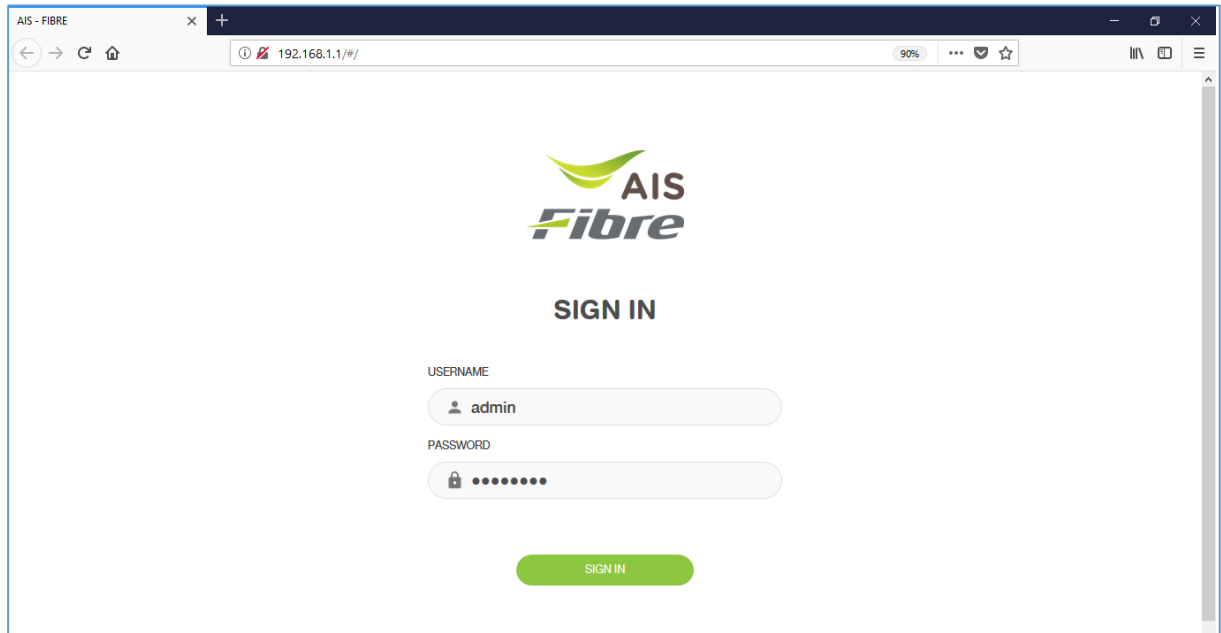 AIS - FIBRE
192.168.1.1/#/
90%
AIS
Fibre
SIGN IN
USERNAME
admin
PASSWORD
••••••••
SIGN IN